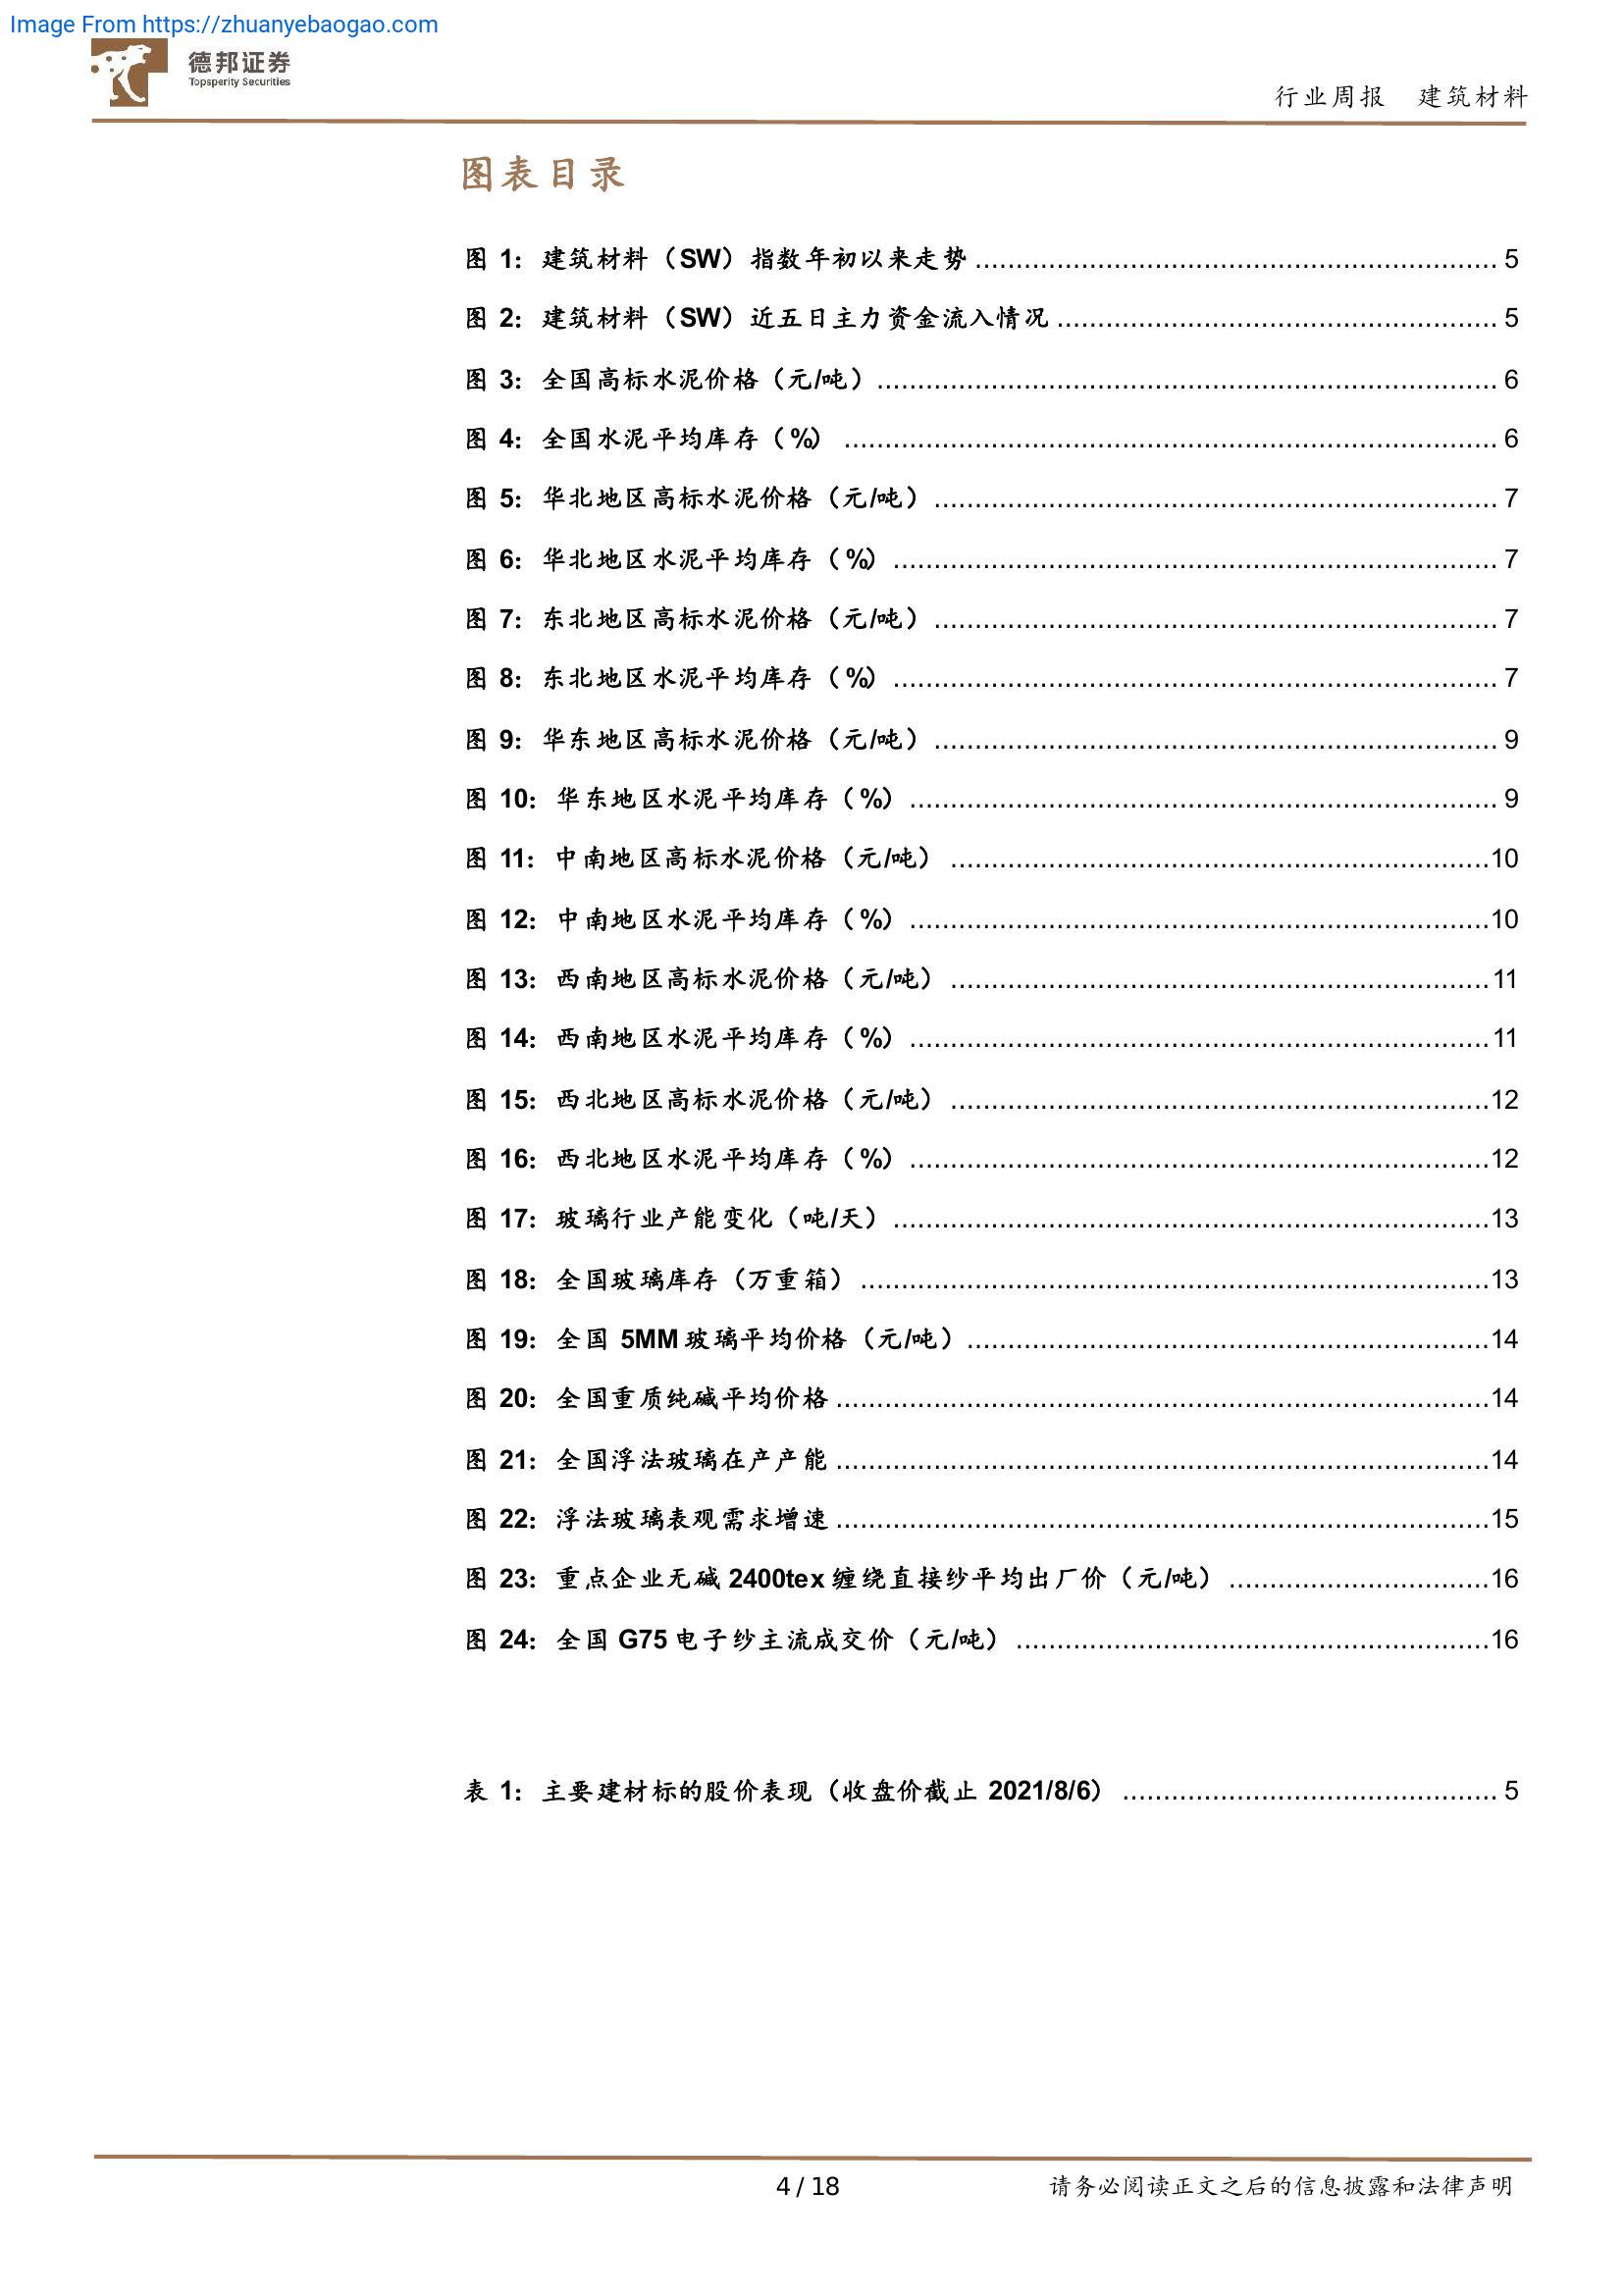 Image From https://zhuanyebaogao.com
德邦证券
Topsperity Securities
行业周报 建筑材料
图表目录
图 1：建筑材料（SW）指数年初以来走势 ................................................................ 5
图 2：建筑材料（SW）近五日主力资金流入情况 ...................................................... 5
图 3：全国高标水泥价格（元/吨） ............................................................................ 6
图 4：全国水泥平均库存（%） ................................................................................ 6
图 5：华北地区高标水泥价格（元/吨） ..................................................................... 7
图 6：华北地区水泥平均库存（%） .......................................................................... 7
图 7：东北地区高标水泥价格（元/吨） ..................................................................... 7
图 8：东北地区水泥平均库存（%） .......................................................................... 7
图 9：华东地区高标水泥价格（元/吨） ..................................................................... 9
图 10：华东地区水泥平均库存（%） ........................................................................ 9
图 11：中南地区高标水泥价格（元/吨） ..................................................................10
图 12：中南地区水泥平均库存（%） .......................................................................10
图 13：西南地区高标水泥价格（元/吨） ..................................................................11
图 14：西南地区水泥平均库存（%） .......................................................................11
图 15：西北地区高标水泥价格（元/吨） ..................................................................12
图 16：西北地区水泥平均库存（%） .......................................................................12
图 17：玻璃行业产能变化（吨/天） .........................................................................13
图 18：全国玻璃库存（万重箱） .............................................................................13
图 19：全国 5MM 玻璃平均价格（元/吨） ................................................................14
图 20：全国重质纯碱平均价格 ................................................................................14
图 21：全国浮法玻璃在产产能 ................................................................................14
图 22：浮法玻璃表观需求增速 ................................................................................15
图 23：重点企业无碱 2400tex 缠绕直接纱平均出厂价（元/吨） ................................16
图 24：全国 G75 电子纱主流成交价（元/吨） ..........................................................16
表 1：主要建材标的股价表现（收盘价截止 2021/8/6） .............................................. 5
4 / 18
请务必阅读正文之后的信息披露和法律声明